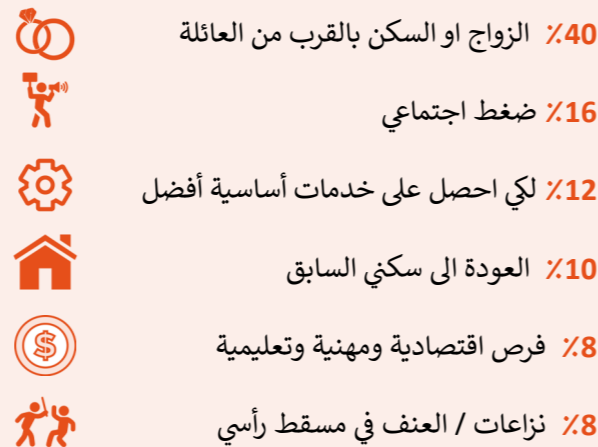 40٪ الزواج او السكن بالقرب من العائلة
16٪ ضغط اجتماعي
12٪ لكي احصل على خدمات أساسية أفضل
10٪ العودة الى سكني السابق
8٪ فرص اقتصادية ومهنية وتعليمية
8٪ نزاعات / العنف في مسقط رأسي